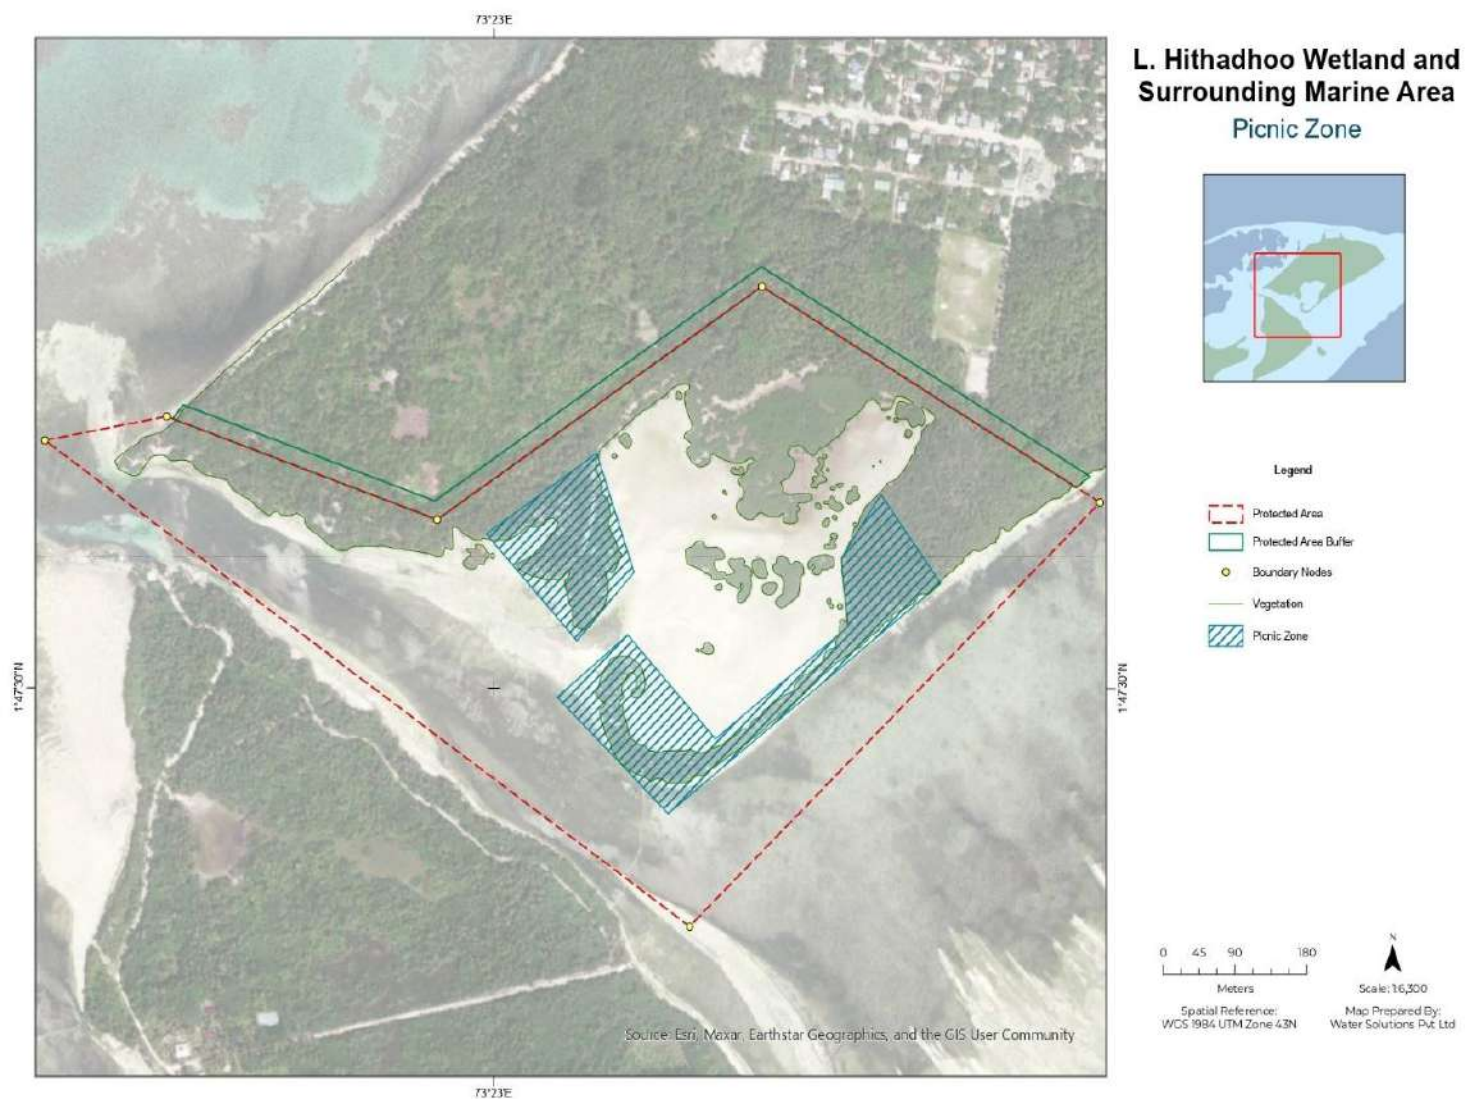 73°23'E
L. Hithadhoo Wetland and
Surrounding Marine Area
Picnic Zone
Legend
Protected Area
Protected Area Buffer
Boundary Nodes
Vegetation
Picnic Zone
1°47'30"N
1°47'30"N
0 45 90 180
Meters
N
Scale: 1:6,300
Spatial Reference:
WGS 1984 UTM Zone 43N
Map Prepared By:
Water Solutions Pvt Ltd
Source: Esri, Maxar, Earthstar Geographics, and the GIS User Community
73°23'E